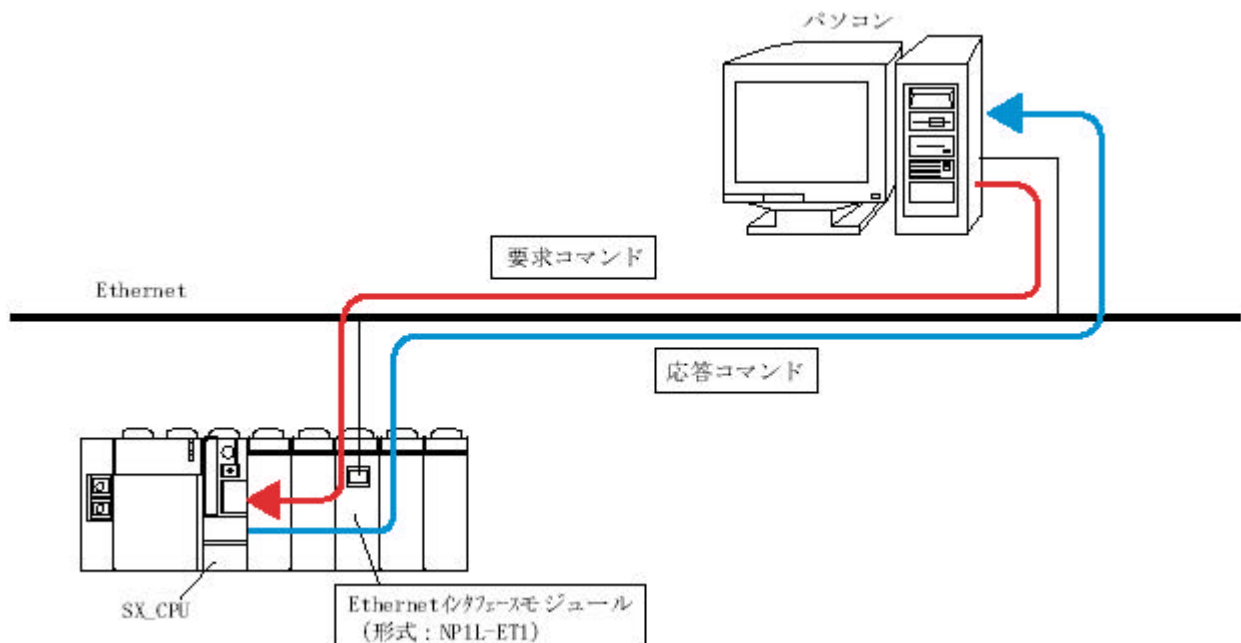 パソコン
要求コマンド
Ethernet
応答コマンド
SX_CPU
Ethernetインタフェースモジュール
(形式：NP1L-ET1)